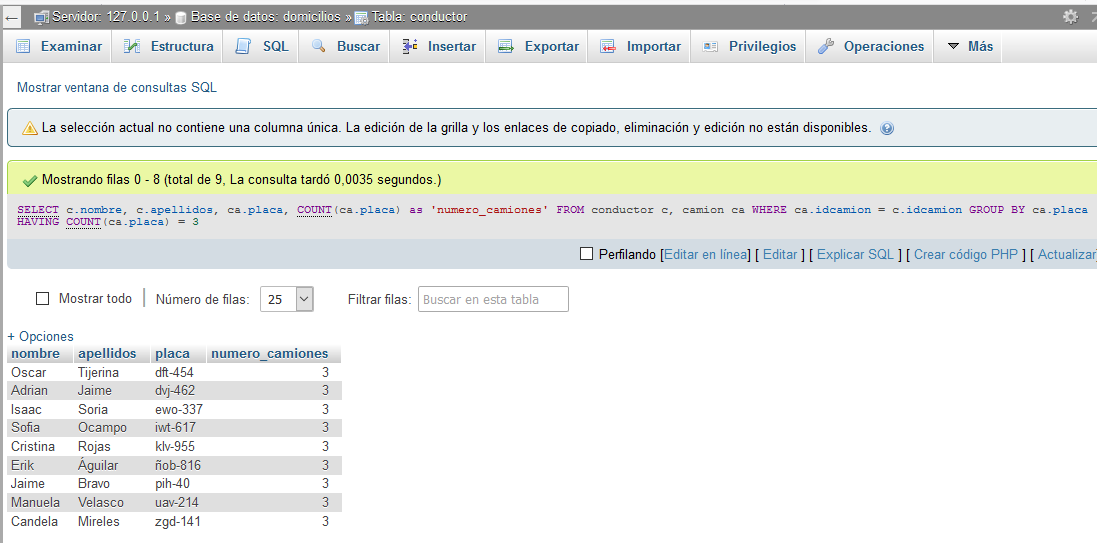 Servidor: 127.0.0.1 » Base de datos: domicilios » Tabla: conductor
Examinar Estructura SQL Buscar Insertar Exportar Importar Privilegios Operaciones Más
Mostrar ventana de consultas SQL
La selección actual no contiene una columna única. La edición de la grilla y los enlaces de copiado, eliminación y edición no están disponibles.
Mostrando filas 0 - 8 (total de 9, La consulta tardó 0,0035 segundos.)
SELECT c.nombre, c.apellidos, ca.placa, COUNT(ca.placa) as 'numero_camiones' FROM conductor c, camion ca WHERE ca.idcamion = c.idcamion GROUP BY ca.placa
HAVING COUNT(ca.placa) = 3
Perfilando [Editar en línea] [ Editar ] [ Explicar SQL ] [ Crear código PHP ] [ Actualizar
Mostrar todo Número de filas: 25 Filtrar filas: Buscar en esta tabla
+ Opciones
nombre apellidos placa numero_camiones
Oscar Tijerina dft-454 3
Adrian Jaime dvj-462 3
Isaac Soria ewo-337 3
Sofia Ocampo iwt-617 3
Cristina Rojas klv-955 3
Erik Águilar ñob-816 3
Jaime Bravo pih-40 3
Manuela Velasco uav-214 3
Candela Mireles zgd-141 3